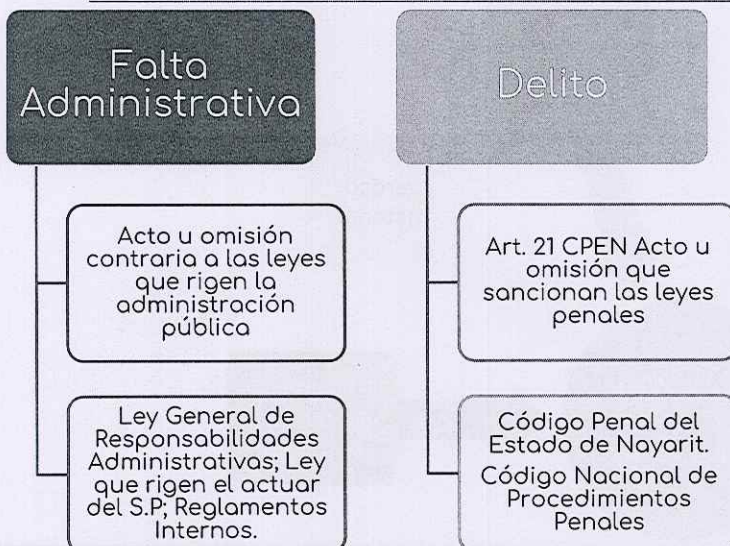 Falta
Administrativa
Acto u omisión
contraria a las leyes
que rigen la
administración
pública
Ley General de
Responsabilidades
Administrativas; Ley
que rigen el actuar
del S.P; Reglamentos
Internos.
Delito
Art. 21 CPEN Acto u
omisión que
sancionan las leyes
penales
Código Penal del
Estado de Nayarit.
Código Nacional de
Procedimientos
Penales